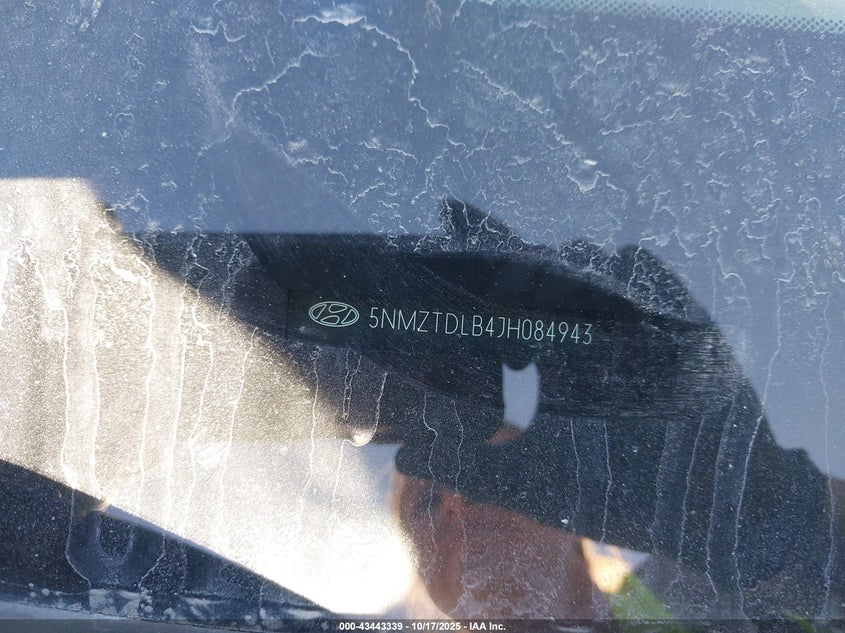 5NMZTDLB4JH084943
000-43443339 | 10/17/2025 - IAA Inc.